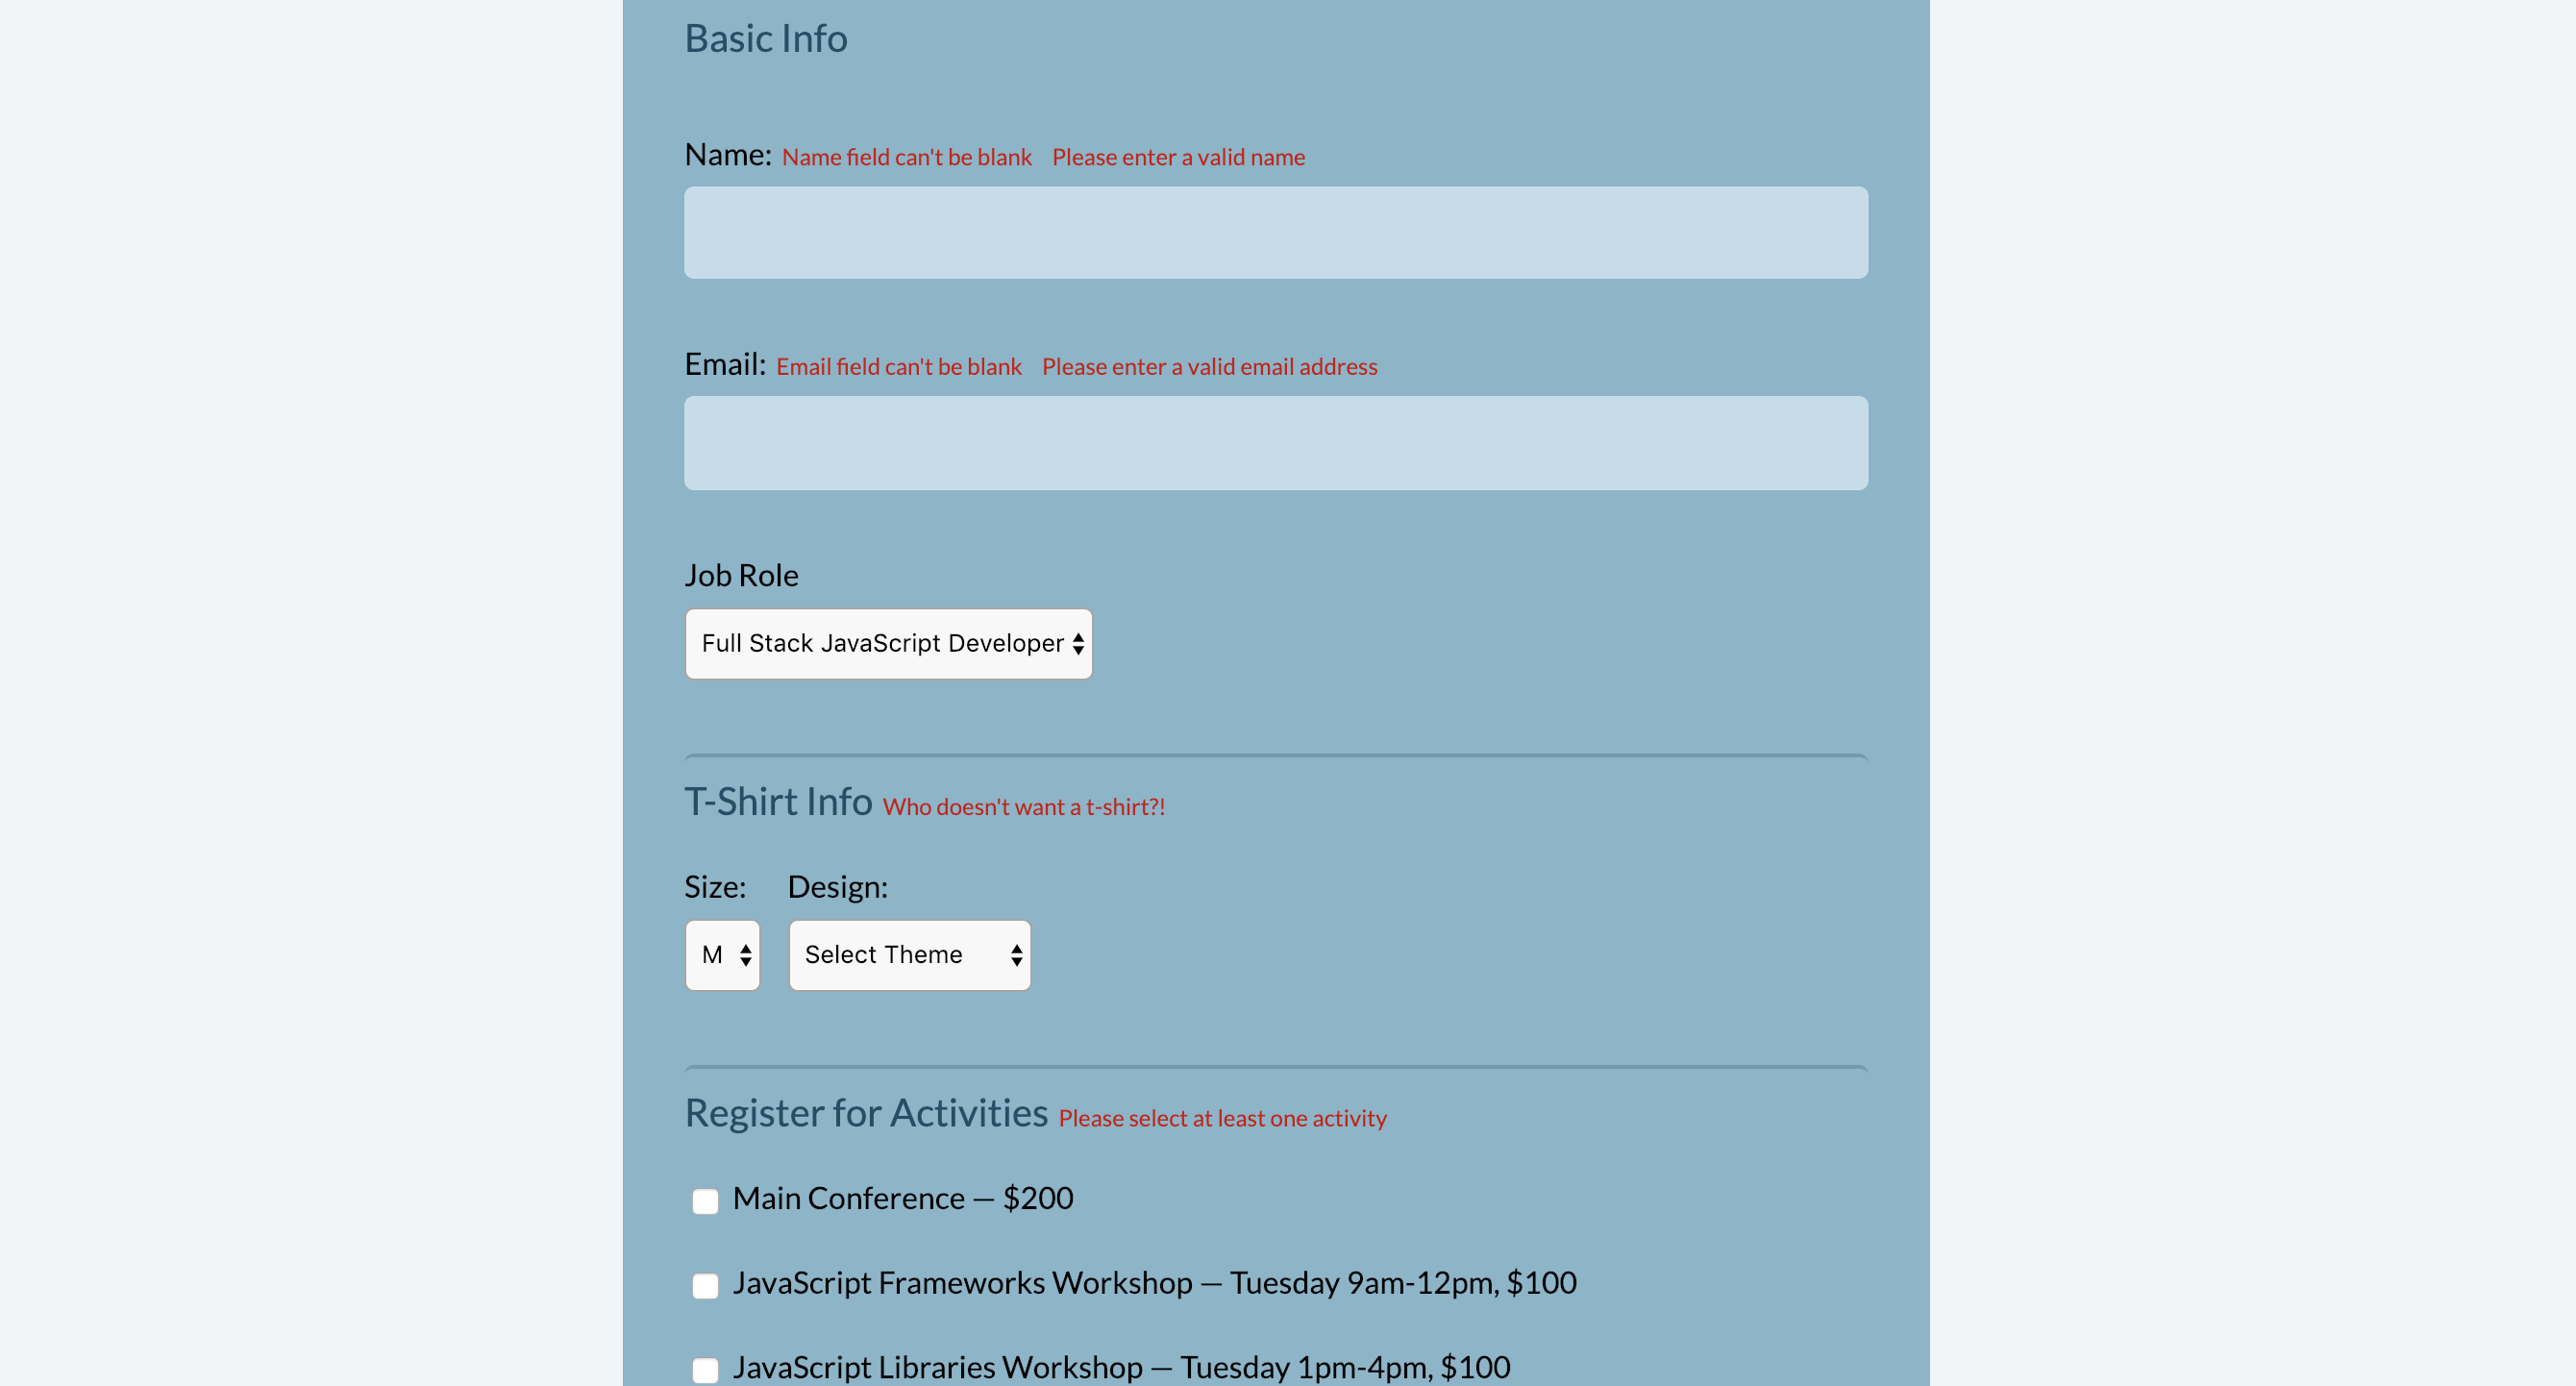 Basic Info
Name: Name field can't be blank Please enter a valid name
Email: Email field can't be blank Please enter a valid email address
Job Role
Full Stack JavaScript Developer
T-Shirt Info Who doesn't want a t-shirt?!
Size: Design:
M Select Theme
Register for Activities Please select at least one activity
Main Conference — $200
JavaScript Frameworks Workshop — Tuesday 9am-12pm, $100
JavaScript Libraries Workshop — Tuesday 1pm-4pm, $100